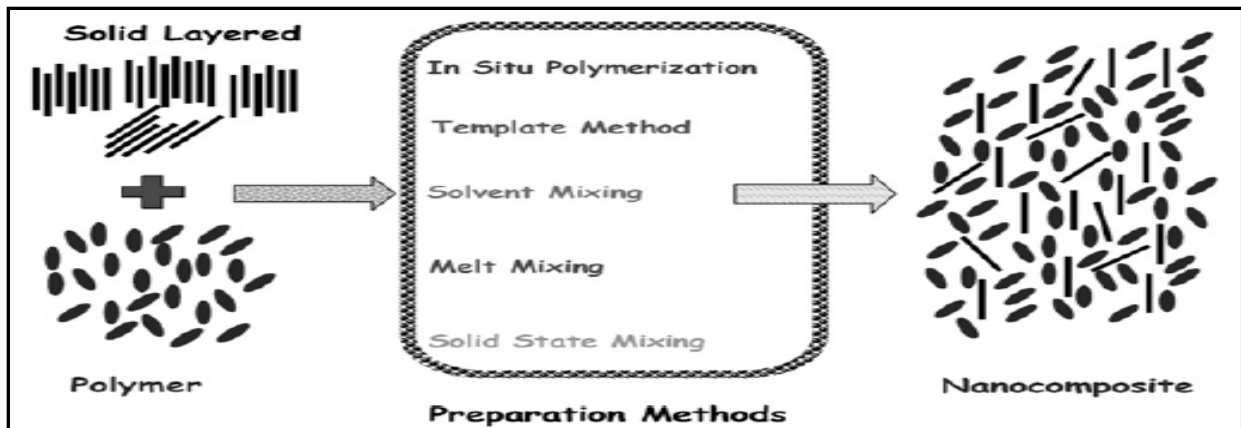 Solid Layered
Polymer
In Situ Polymerization
Template Method
Solvent Mixing
Melt Mixing
Solid State Mixing
Preparation Methods
Nanocomposite